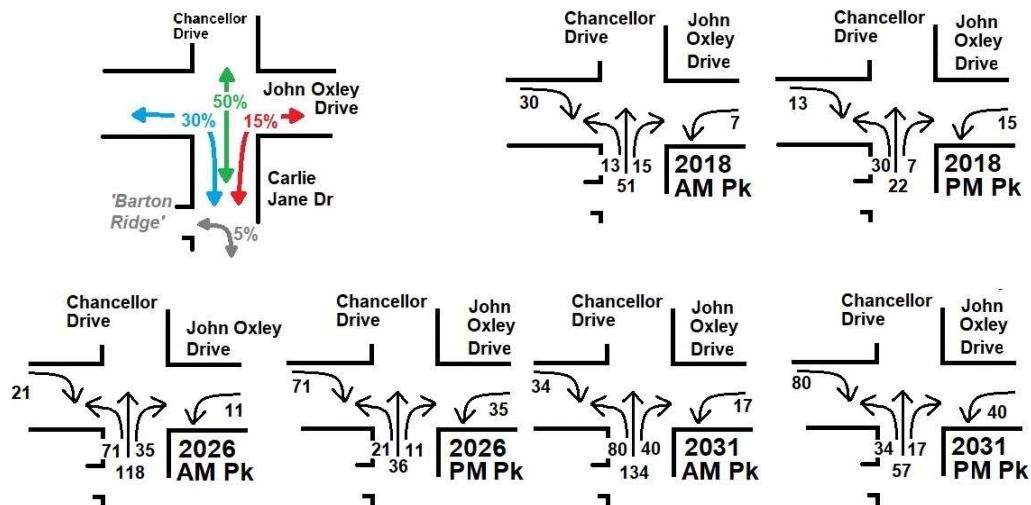 Chancellor
Drive
John Oxley
Drive
50%
30%
15%
Carlie
Jane Dr
'Barton
Ridge'
5%
Chancellor
Drive
John
Oxley
Drive
30
7
13
15
51
2018
AM Pk
Chancellor
Drive
John
Oxley
Drive
13
15
30
7
22
2018
PM Pk
Chancellor
Drive
John Oxley
Drive
21
11
71
35
118
2026
AM Pk
Chancellor
Drive
John
Oxley
Drive
71
35
21
11
36
2026
PM Pk
Chancellor
Drive
John
Oxley
Drive
34
17
80
40
134
2031
AM Pk
Chancellor
Drive
John
Oxley
Drive
80
40
34
17
57
2031
PM Pk